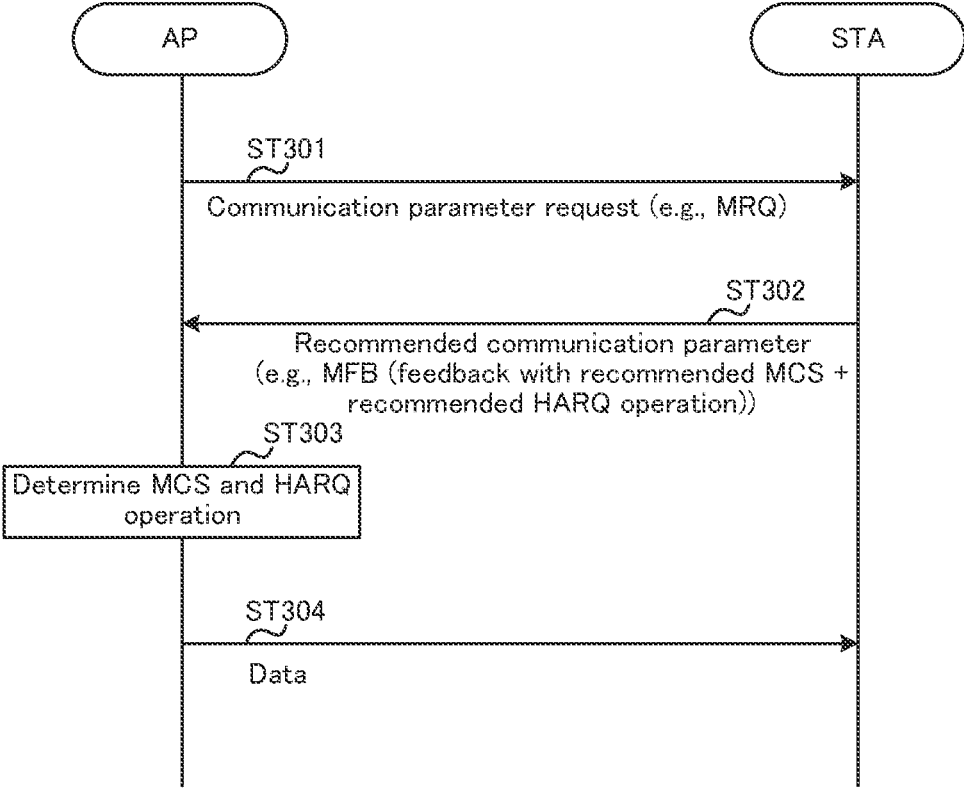 AP
STA
ST301
Communication parameter request (e.g., MRQ)
ST302
Recommended communication parameter
(e.g., MFB (feedback with recommended MCS +
recommended HARQ operation))
ST303
Determine MCS and HARQ
operation
ST304
Data